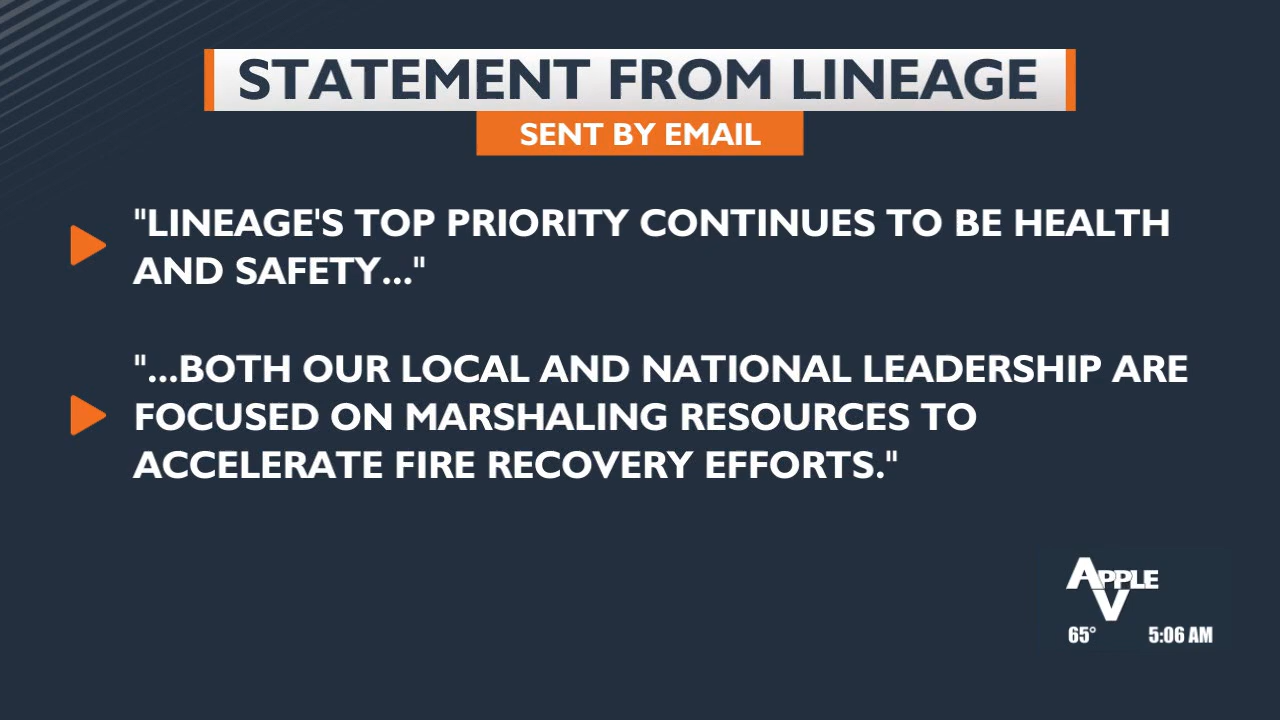 STATEMENT FROM LINEAGE
SENT BY EMAIL
"LINEAGE'S TOP PRIORITY CONTINUES TO BE HEALTH
AND SAFETY..."
"...BOTH OUR LOCAL AND NATIONAL LEADERSHIP ARE
FOCUSED ON MARSHALING RESOURCES TO
ACCELERATE FIRE RECOVERY EFFORTS."
APPLE
V
65° 5:06 AM